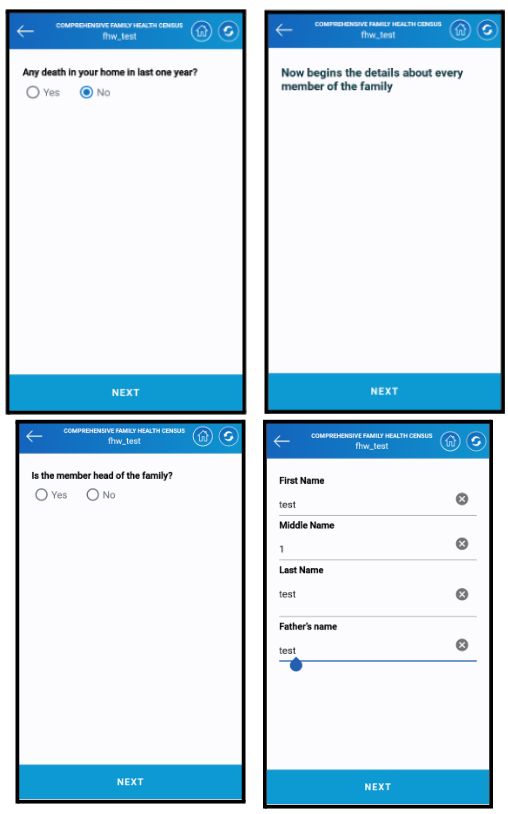 COMPREHENSIVE FAMILY HEALTH CENSUS
fhw_test
Any death in your home in last one year?
Yes No
NEXT
COMPREHENSIVE FAMILY HEALTH CENSUS
fhw_test
Now begins the details about every
member of the family
NEXT
COMPREHENSIVE FAMILY HEALTH CENSUS
fhw_test
Is the member head of the family?
Yes No
NEXT
COMPREHENSIVE FAMILY HEALTH CENSUS
fhw_test
First Name
test
Middle Name
1
Last Name
test
Father's name
test
NEXT